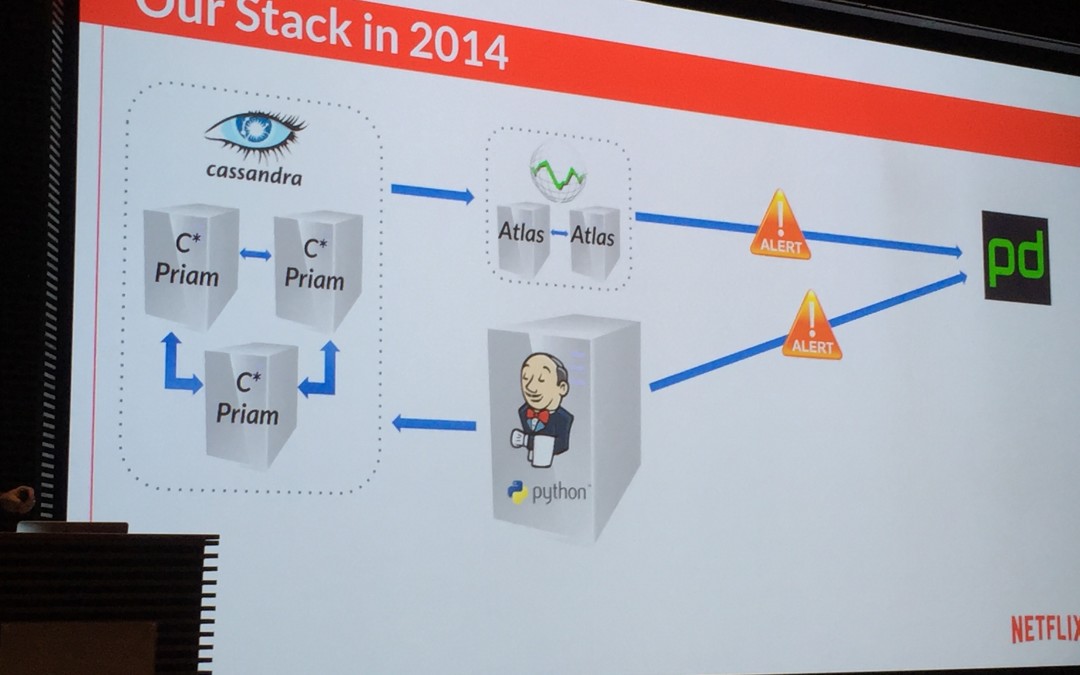 Our Stack in 2014
cassandra
C*
Priam
C*
Priam
C*
Priam
Atlas
Atlas
ALERT
ALERT
pd
python
NETFLIX